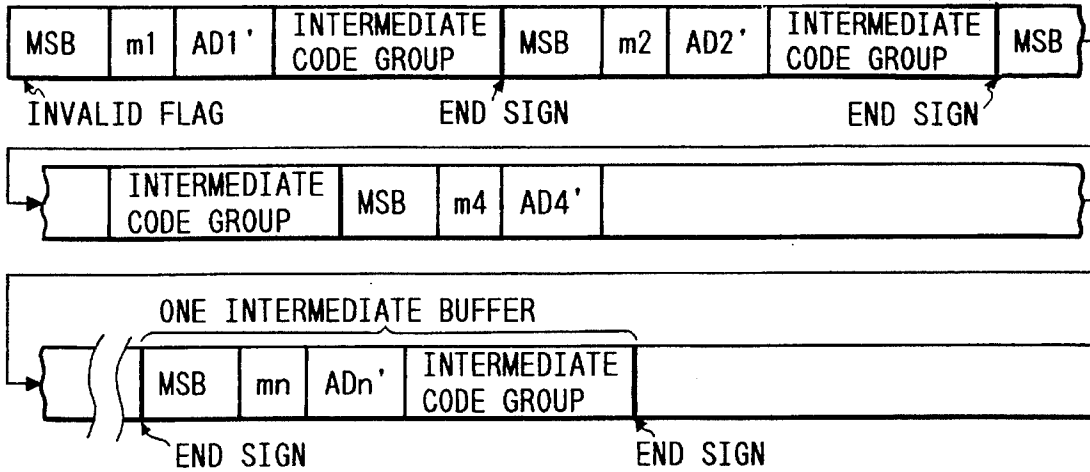 MSB m1 AD1' INTERMEDIATE CODE GROUP MSB m2 AD2' INTERMEDIATE CODE GROUP MSB
INVALID FLAG END SIGN END SIGN
INTERMEDIATE CODE GROUP MSB m4 AD4'
ONE INTERMEDIATE BUFFER
MSB mn ADn' INTERMEDIATE CODE GROUP
END SIGN END SIGN